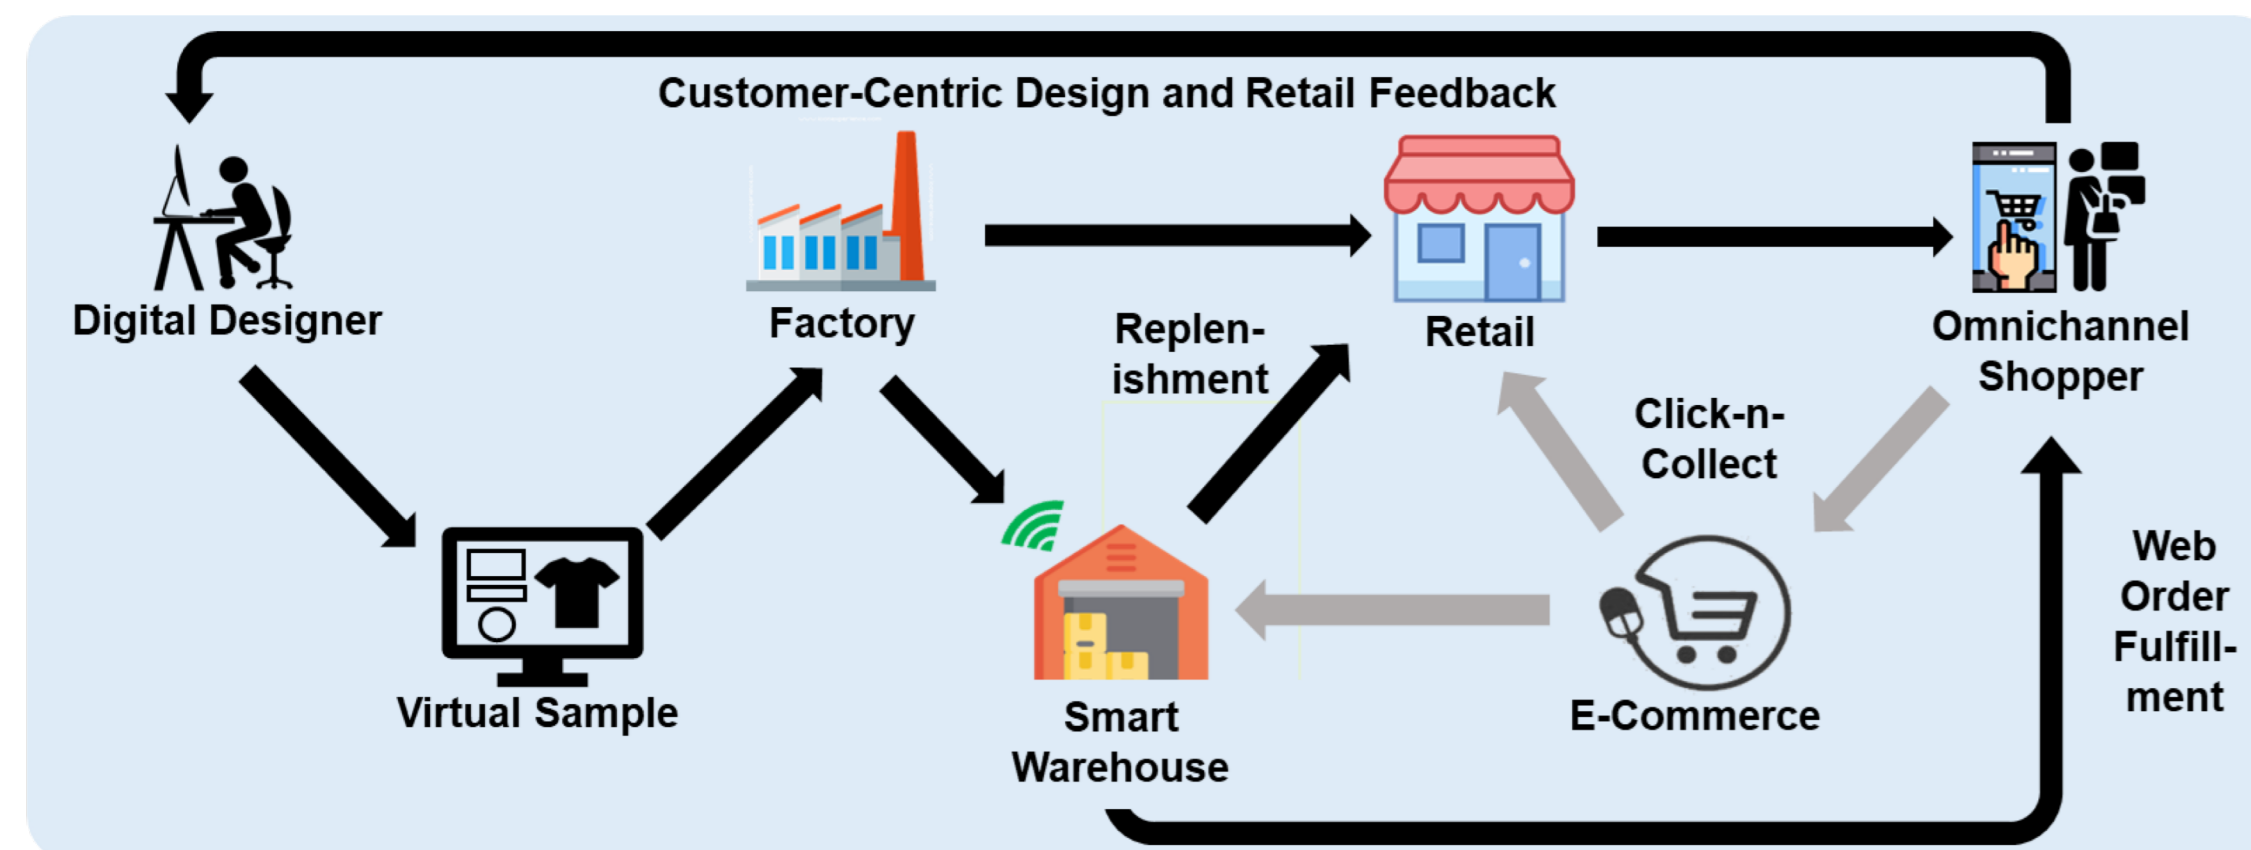 Customer-Centric Design and Retail Feedback
Digital Designer
Factory
Replen-
ishment
Retail
Omnichannel
Shopper
Click-n-
Collect
Web
Order
Fulfill-
ment
Virtual Sample
Smart
Warehouse
E-Commerce